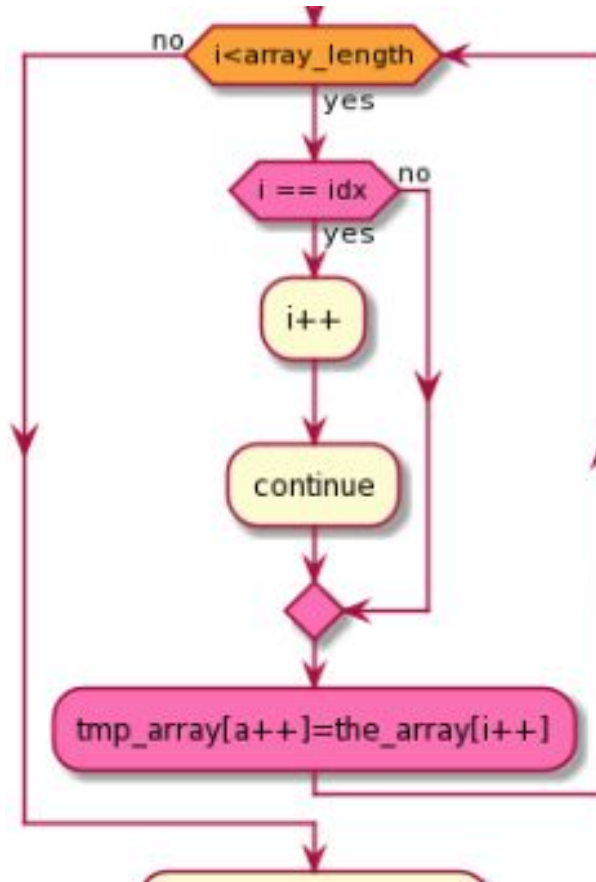 no
i<array_length
yes
i == idx
no
yes
i++
continue
tmp_array[a++]=the_array[i++]